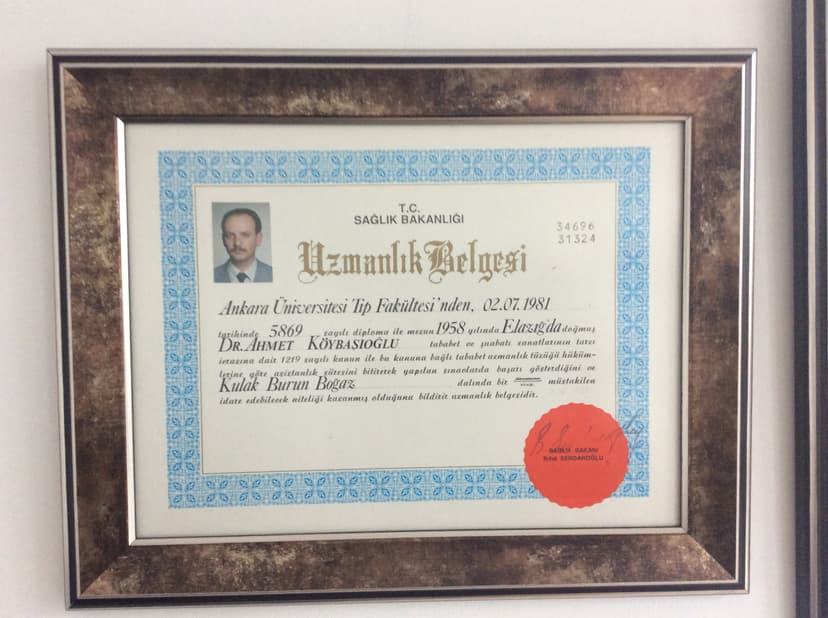 T.C.
SAĞLIK BAKANLIĞI
34696
31324
Uzmanlık Belgesi
Ankara Üniversitesi Tıp Fakültesi'nden, 02.07.1981
tarihinde 5869 sayılı diploma ile mezun 1958 yılında Elazığ'da doğmuş
DR. AHMET KÖYBASIOĞLU tababet ve şuabatı sanatlarının tarzı
icrasına dair 1219 sayılı kanun ile bu kanuna bağlı tababet uzmanlık tüzüğü hüküm-
lerine göre asistanlık süresini bitirerek yapılan sınavlarda başarı gösterdiğini ve
Kulak Burun Boğaz dalında bir müstakilen
idare edebilecek niteliği kazanmış olduğunu bildirir uzmanlık belgesidir.
SAĞLIK BAKANI
Rıfat SERDAROĞLU